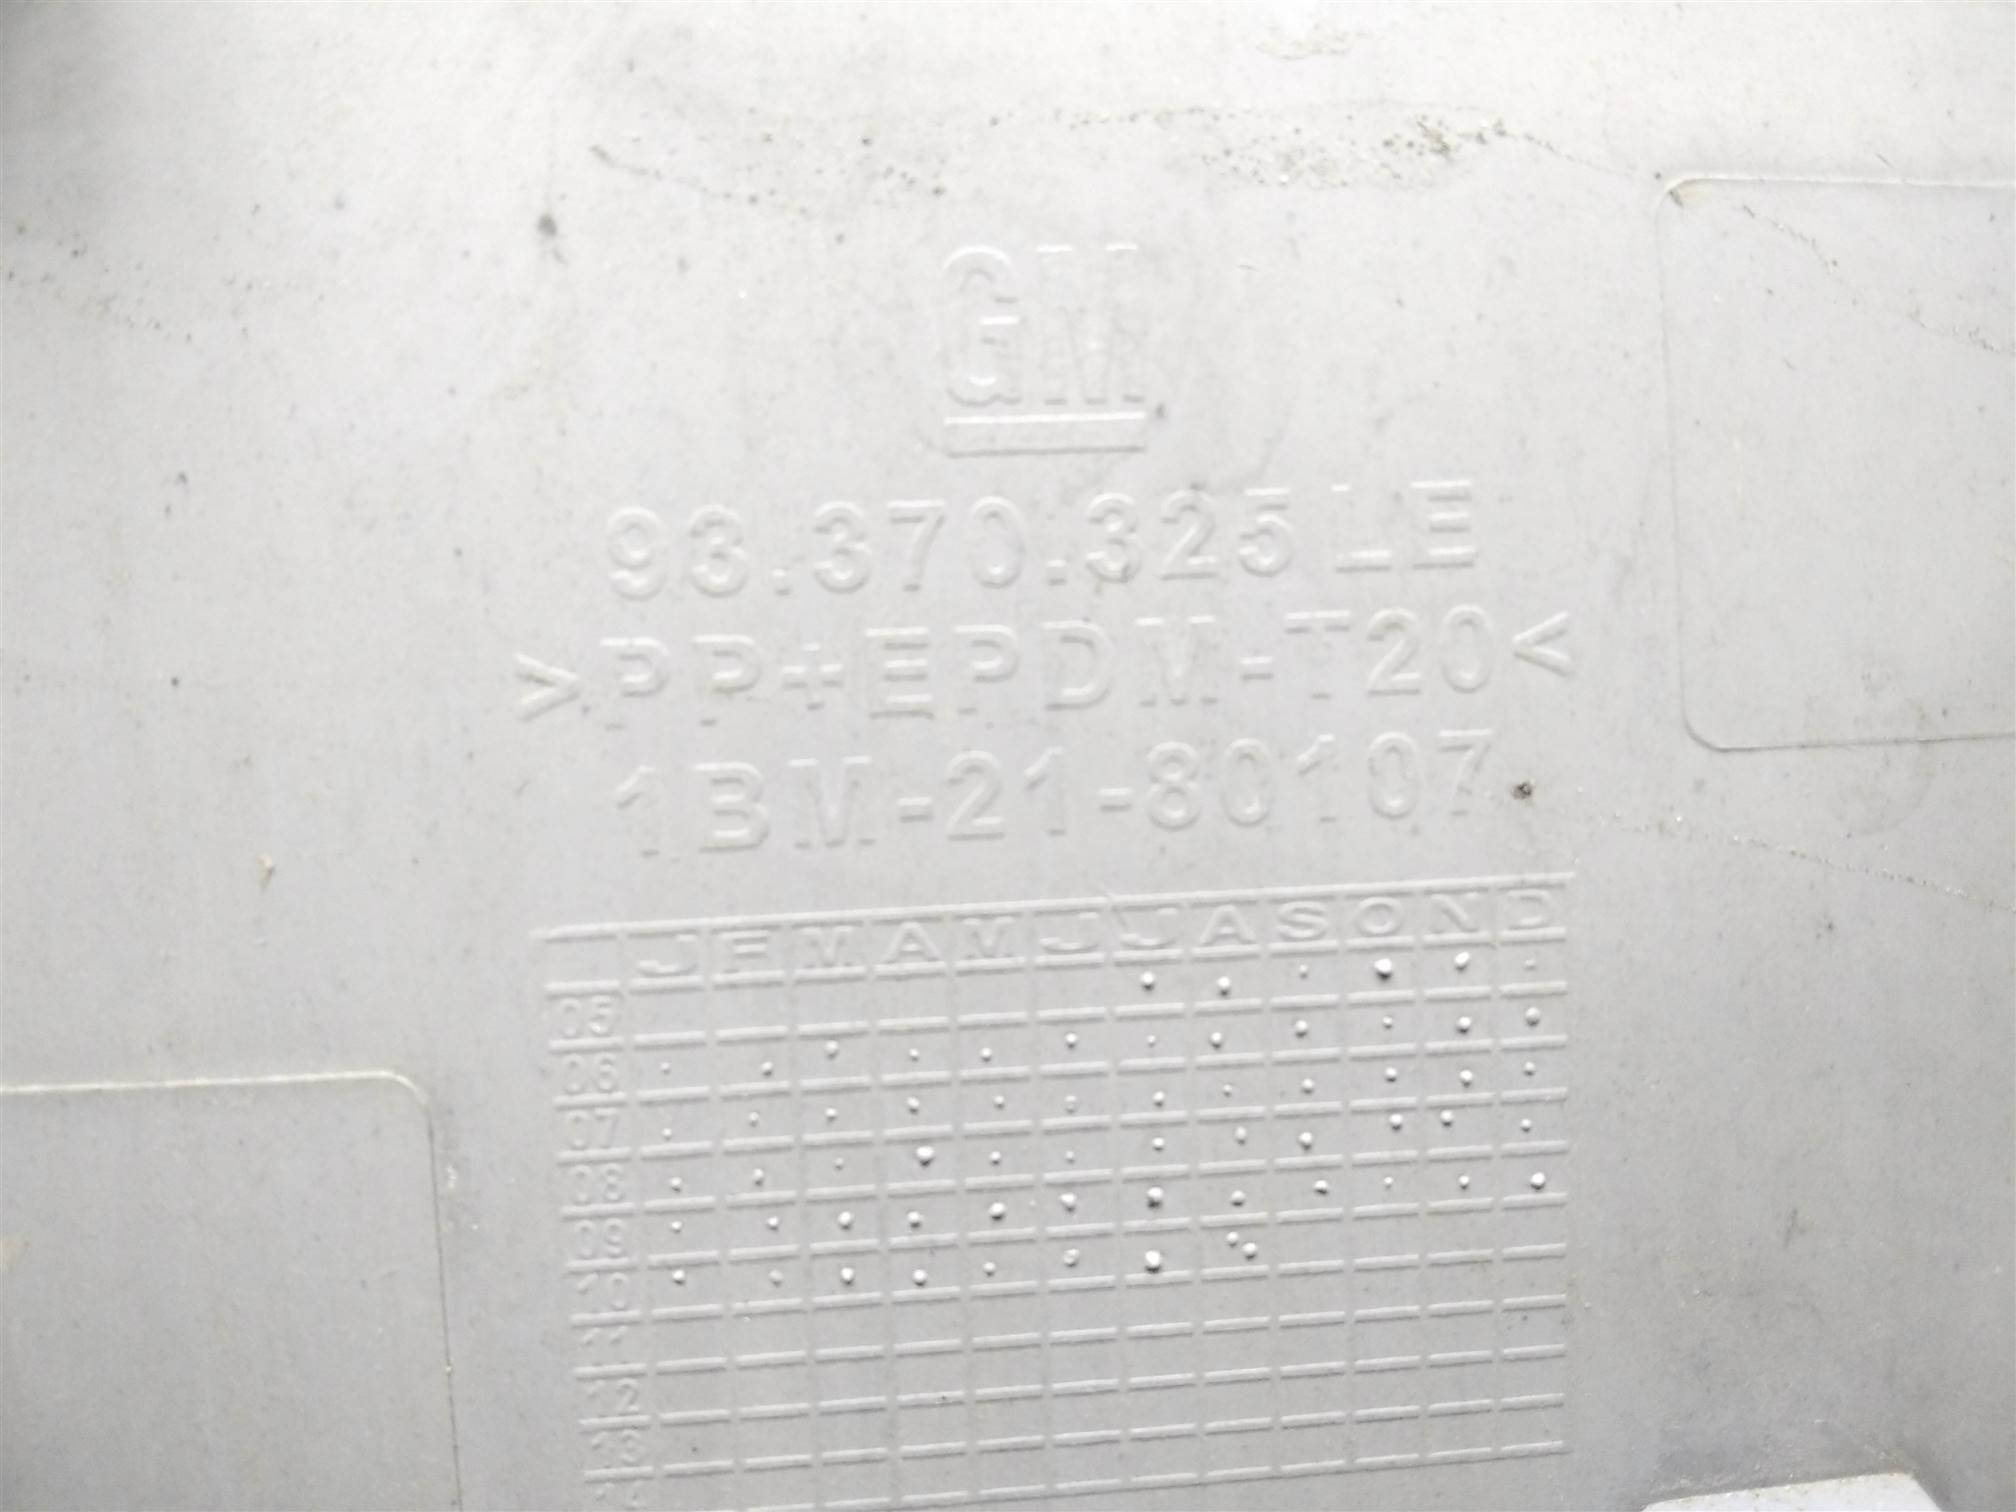 GM
93.370.325 LE
>PP+EPDM-T20<
1BM-21-80107
J F M A M J J A S O N D
05
06
07
08
09
10
11
12
13
14